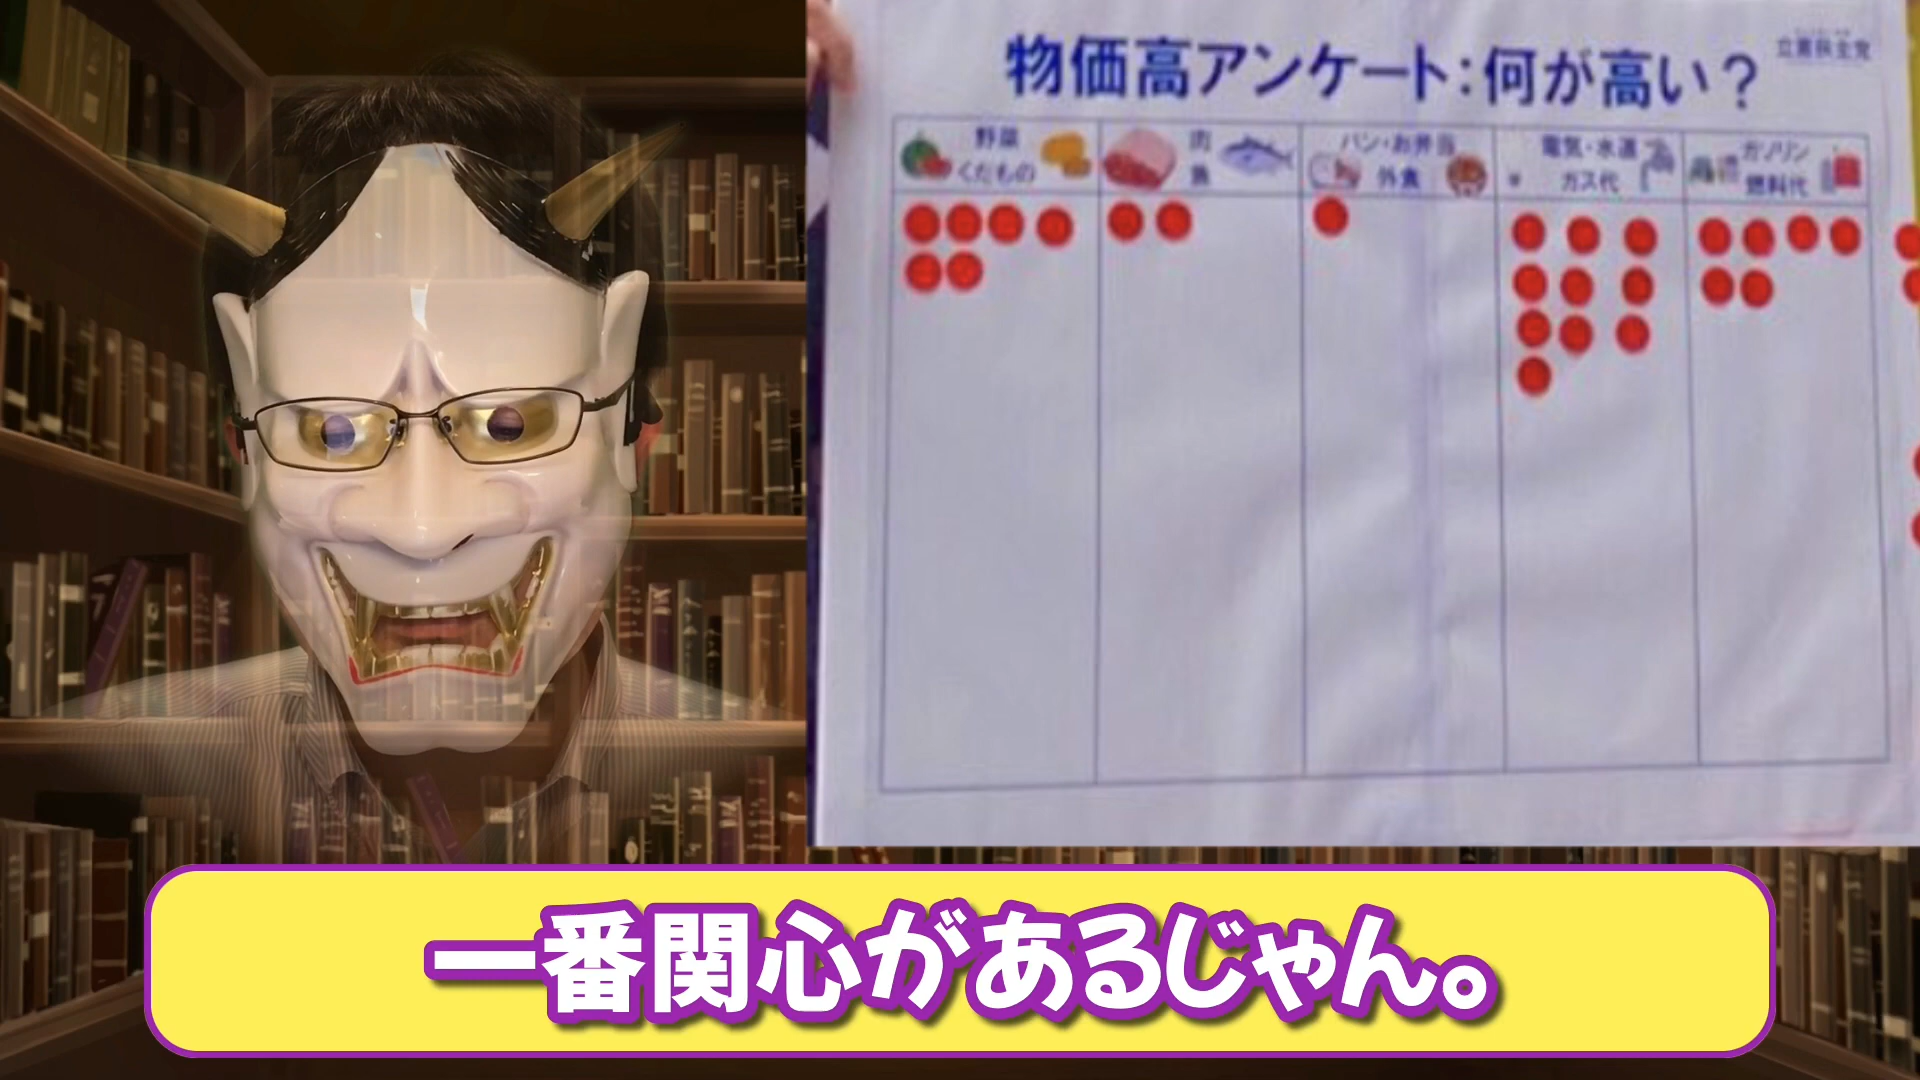 物価高アンケート:何が高い?
立憲民主党
野菜
くだもの
肉
魚
パン・お弁当
外食
電気・水道
ガス代
ガソリン
燃料代
一番関心があるじゃん。